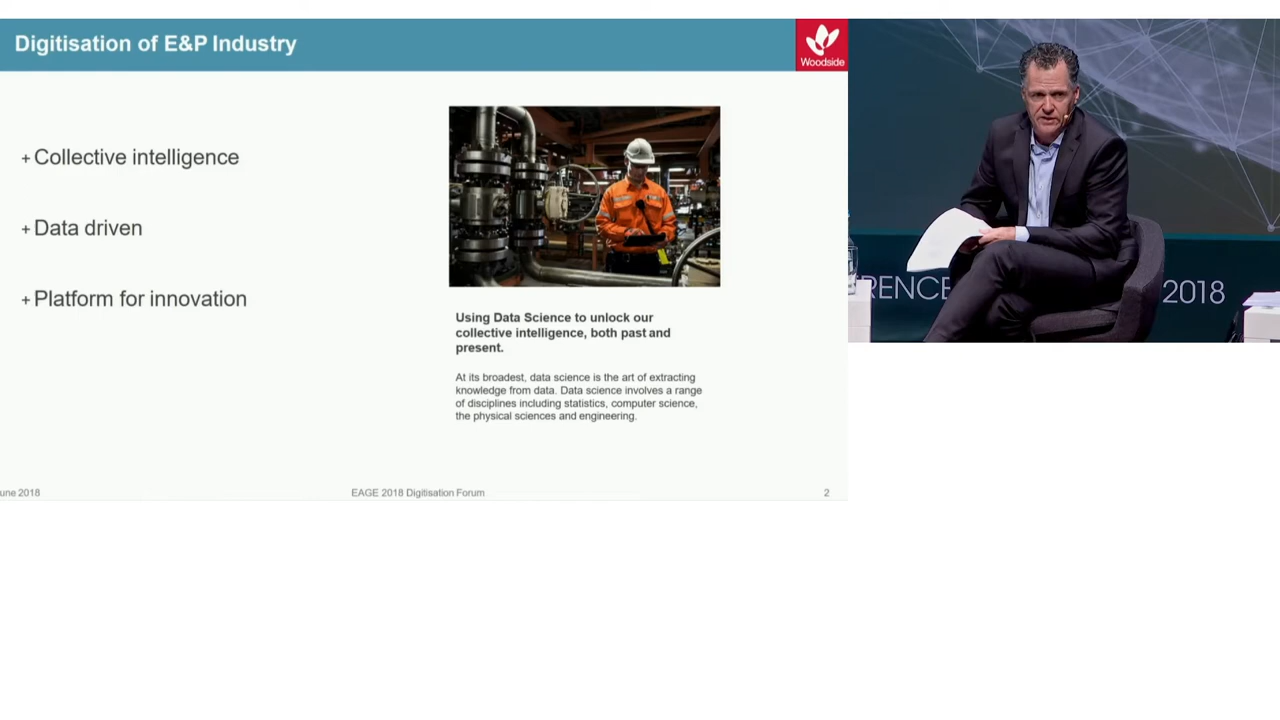 Digitisation of E&P Industry
Woodside
+ Collective intelligence
+ Data driven
+ Platform for innovation
Using Data Science to unlock our
collective intelligence, both past and
present.
At its broadest, data science is the art of extracting
knowledge from data. Data science involves a range
of disciplines including statistics, computer science,
the physical sciences and engineering.
une 2018
EAGE 2018 Digitisation Forum
2
RENCE
2018